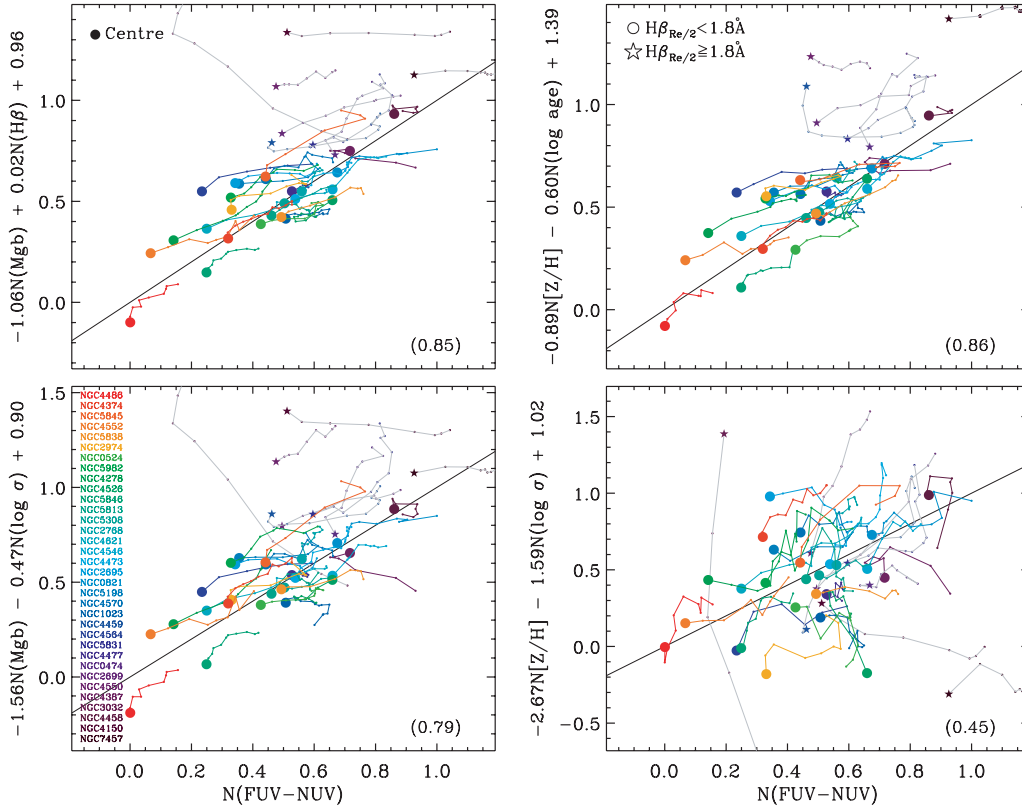 −1.06N(Mgb) + 0.02N(Hβ) + 0.96
1.0
0.5
0.0
Centre
(0.85)
−0.89N[Z/H] − 0.60N(log age) + 1.39
1.0
0.5
0.0
Hβ Re/2<1.8Å
Hβ Re/2≧1.8Å
(0.86)
−1.56N(Mgb) − 0.47N(log σ) + 0.90
1.5
1.0
0.5
0.0
NGC4486
NGC4374
NGC5845
NGC4552
NGC5838
NGC2974
NGC0524
NGC5982
NGC4278
NGC4526
NGC5846
NGC5813
NGC5308
NGC2768
NGC4621
NGC4546
NGC4473
NGC2695
NGC0821
NGC5198
NGC4570
NGC1023
NGC4459
NGC4564
NGC5831
NGC4477
NGC0474
NGC2699
NGC4550
NGC4387
NGC3032
NGC4458
NGC4150
NGC7457
(0.79)
0.0 0.2 0.4 0.6 0.8 1.0
N(FUV−NUV)
−2.67N[Z/H] − 1.59N(log σ) + 1.02
1.5
1.0
0.5
0.0
−0.5
(0.45)
0.0 0.2 0.4 0.6 0.8 1.0
N(FUV−NUV)